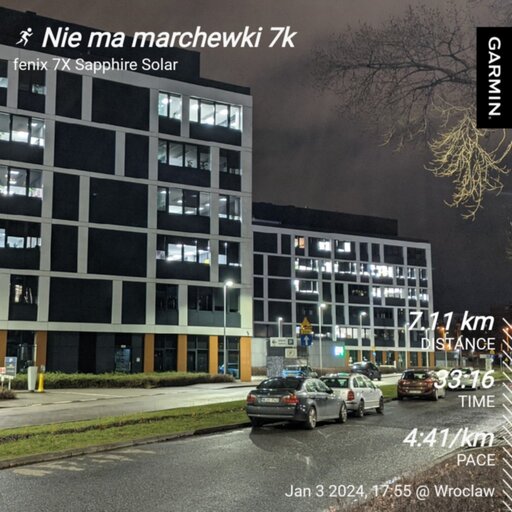 Nie ma marchewki 7k
fenix 7X Sapphire Solar
GARMIN
7.11 km
DISTANCE
33:16
TIME
4:41/km
PACE
Jan 3 2024, 17:55 @ Wroclaw